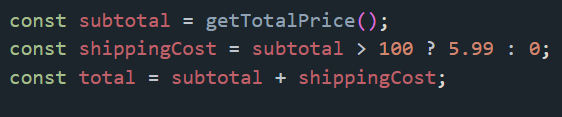 const subtotal = getTotalPrice();
const shippingCost = subtotal > 100 ? 5.99 : 0;
const total = subtotal + shippingCost;